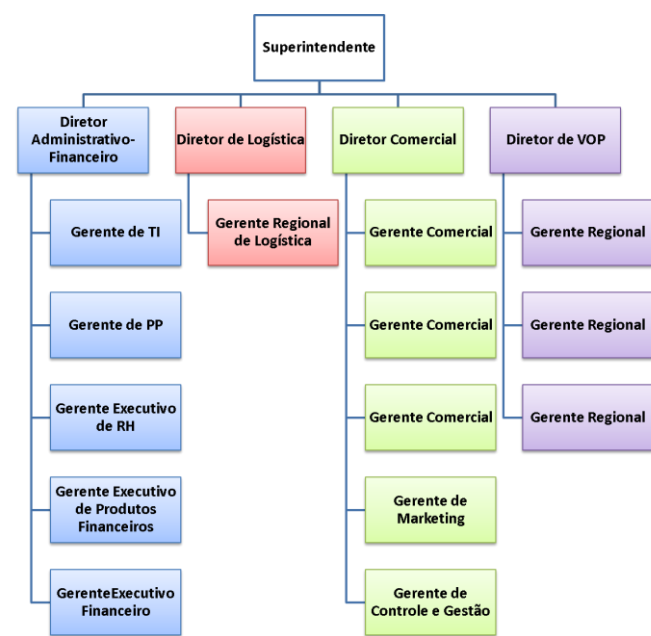 Superintendente
Diretor
Administrativo-
Financeiro
Diretor de Logística
Diretor Comercial
Diretor de VOP
Gerente de TI
Gerente Regional
de Logística
Gerente Comercial
Gerente Regional
Gerente de PP
Gerente Comercial
Gerente Regional
Gerente Executivo
de RH
Gerente Comercial
Gerente Regional
Gerente Executivo
de Produtos
Financeiros
Gerente de
Marketing
GerenteExecutivo
Financeiro
Gerente de
Controle e Gestão